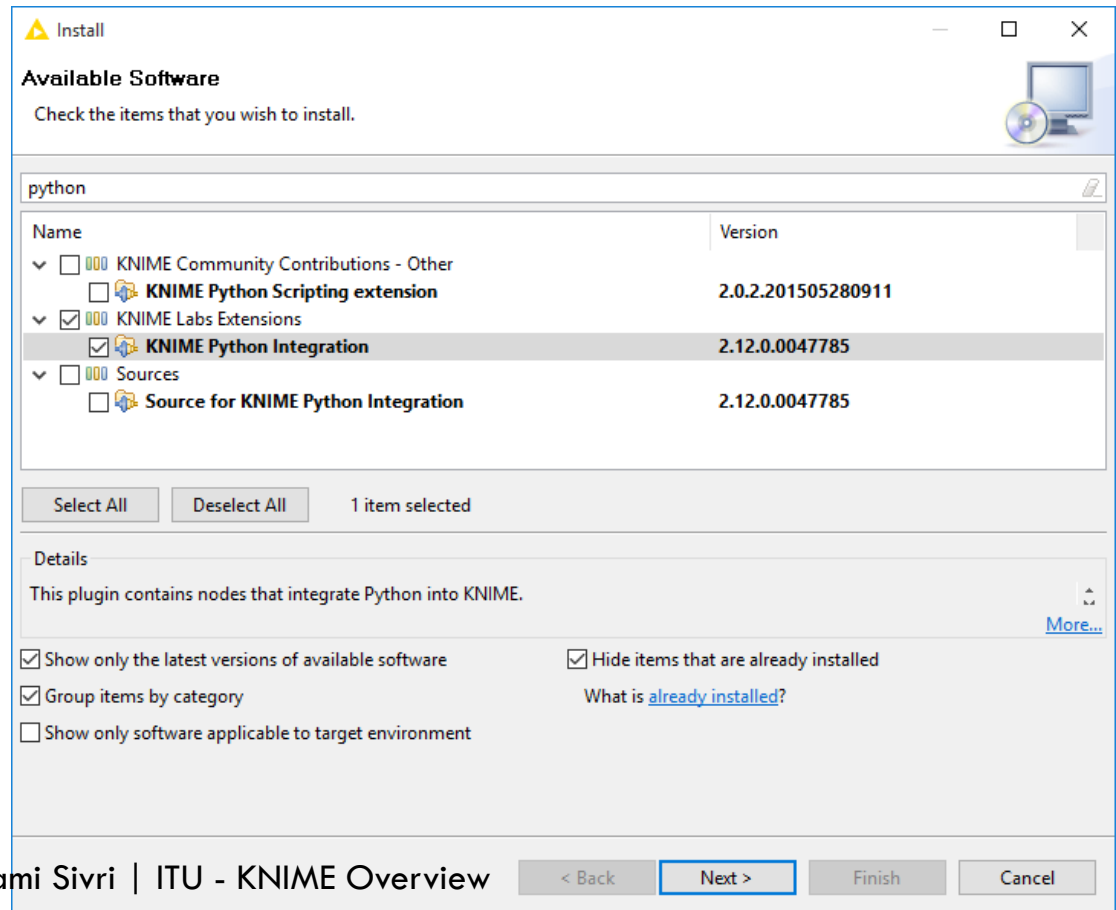 Install
Available Software
Check the items that you wish to install.
python
Name Version
KNIME Community Contributions - Other
KNIME Python Scripting extension 2.0.2.201505280911
KNIME Labs Extensions
KNIME Python Integration 2.12.0.0047785
Sources
Source for KNIME Python Integration 2.12.0.0047785
Select All Deselect All 1 item selected
Details
This plugin contains nodes that integrate Python into KNIME.
More...
Show only the latest versions of available software Hide items that are already installed
Group items by category What is already installed?
Show only software applicable to target environment
Sivri | ITU - KNIME Overview < Back Next > Finish Cancel